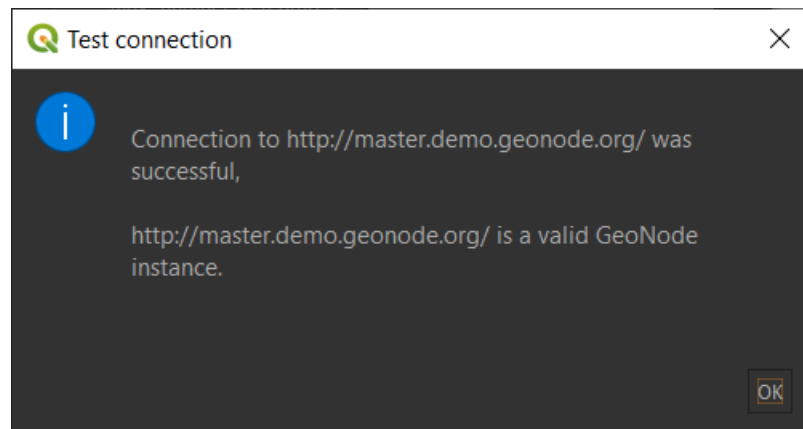 Test connection
Connection to http://master.demo.geonode.org/ was
successful,
http://master.demo.geonode.org/ is a valid GeoNode
instance.
OK